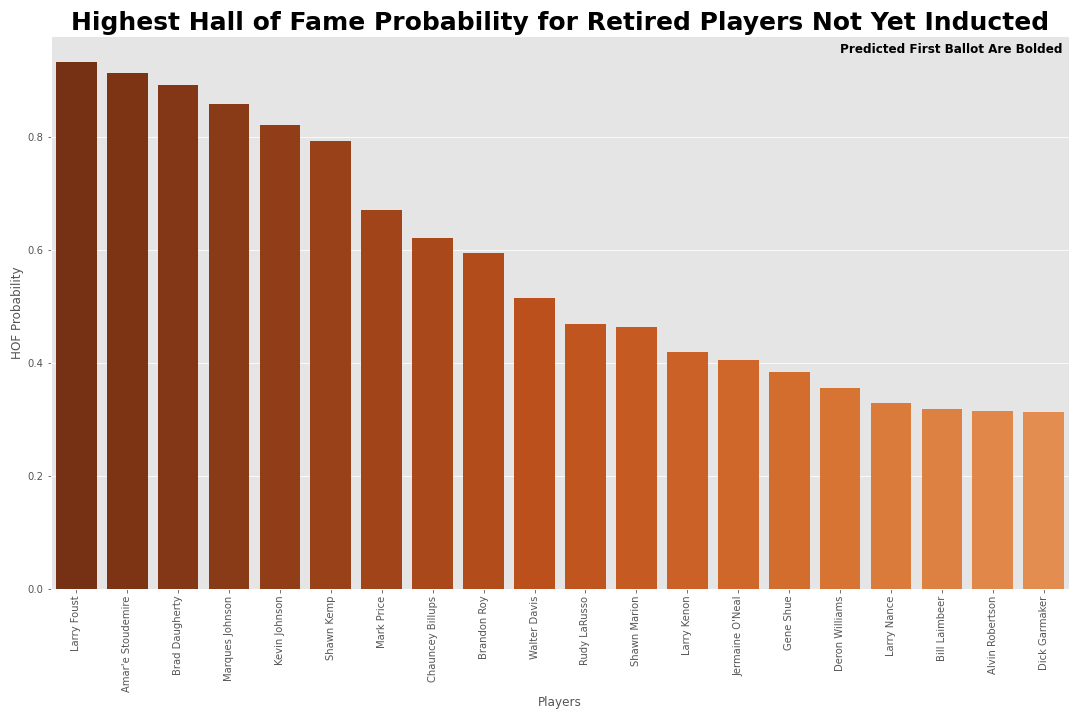 Highest Hall of Fame Probability for Retired Players Not Yet Inducted
Predicted First Ballot Are Bolded
HOF Probability
0.8
0.6
0.4
0.2
0.0
Larry Foust
Amar'e Stoudemire
Brad Daugherty
Marques Johnson
Kevin Johnson
Shawn Kemp
Mark Price
Chauncey Billups
Brandon Roy
Walter Davis
Rudy LaRusso
Shawn Marion
Larry Kenon
Jermaine O'Neal
Gene Shue
Deron Williams
Larry Nance
Bill Laimbeer
Alvin Robertson
Dick Garmaker
Players